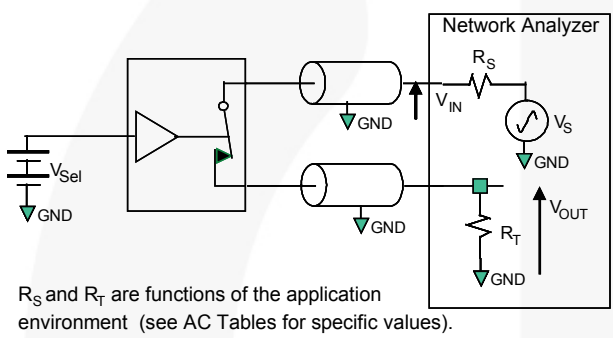 Network Analyzer
R_S
V_IN
GND
V_S
GND
V_Sel
GND
V_OUT
GND
R_T
GND
R_S and R_T are functions of the application
environment (see AC Tables for specific values).